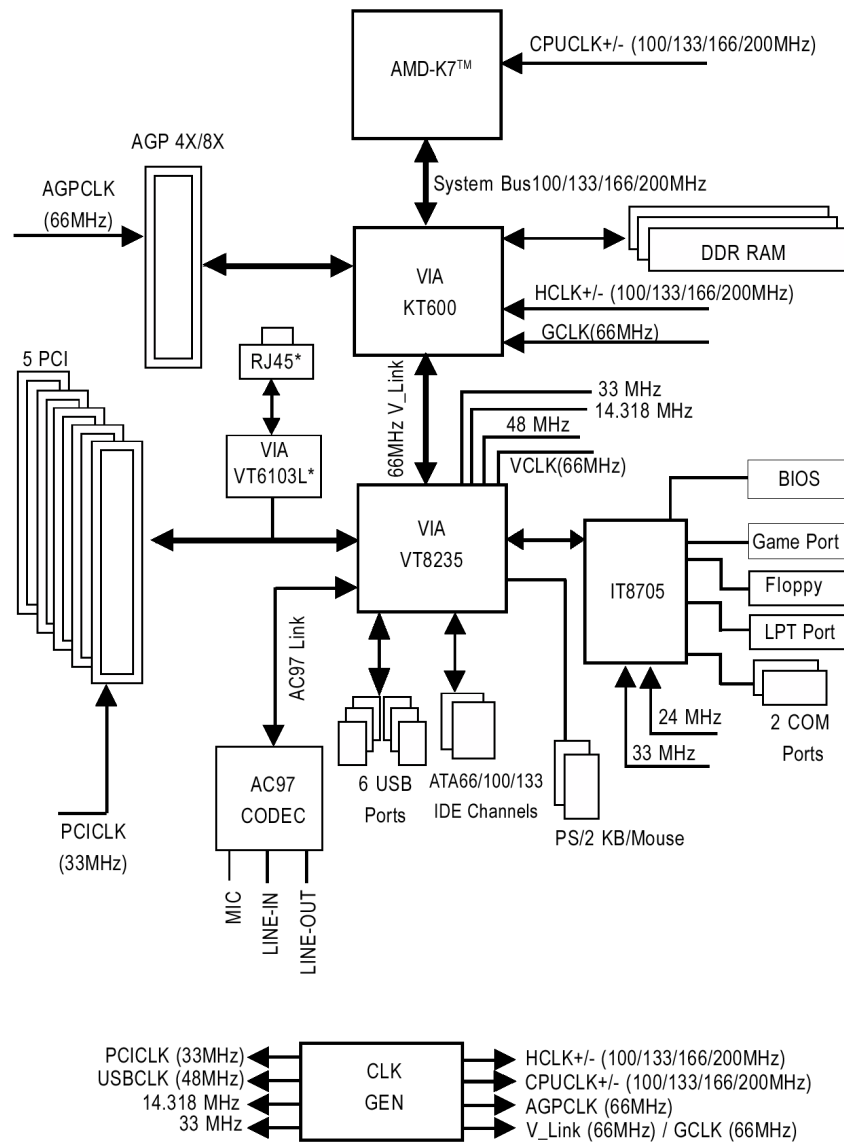 CPUCLK+/- (100/133/166/200MHz)
AMD-K7™
AGP 4X/8X
System Bus100/133/166/200MHz
AGPCLK
(66MHz)
DDR RAM
VIA
KT600
HCLK+/- (100/133/166/200MHz)
GCLK(66MHz)
5 PCI
RJ45*
66MHz V_Link
33 MHz
14.318 MHz
48 MHz
VCLK(66MHz)
VIA
VT6103L*
BIOS
VIA
VT8235
Game Port
IT8705
Floppy
LPT Port
AC97 Link
24 MHz
33 MHz
2 COM
Ports
AC97
CODEC
6 USB
Ports
ATA66/100/133
IDE Channels
PS/2 KB/Mouse
PCICLK
(33MHz)
MIC
LINE-IN
LINE-OUT
PCICLK (33MHz)
USBCLK (48MHz)
14.318 MHz
33 MHz
CLK
GEN
HCLK+/- (100/133/166/200MHz)
CPUCLK+/- (100/133/166/200MHz)
AGPCLK (66MHz)
V_Link (66MHz) / GCLK (66MHz)